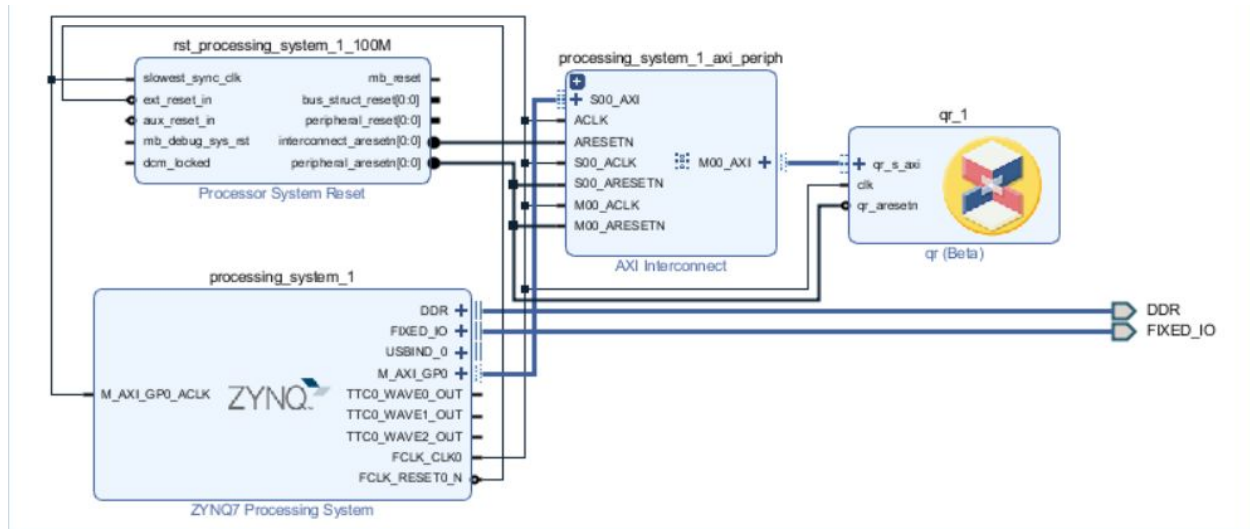 rst_processing_system_1_100M
slowest_sync_clk
mb_reset
ext_reset_in
bus_struct_reset[0:0]
aux_reset_in
peripheral_reset[0:0]
mb_debug_sys_rst
interconnect_aresetn[0:0]
dcm_locked
peripheral_aresetn[0:0]
Processor System Reset
processing_system_1_axi_periph
S00_AXI
ACLK
ARESETN
S00_ACLK
M00_AXI
S00_ARESETN
M00_ACLK
M00_ARESETN
AXI Interconnect
qr_1
qr_s_axi
clk
qr_aresetn
qr (Beta)
processing_system_1
DDR
FIXED_IO
USBIND_0
M_AXI_GP0
M_AXI_GP0_ACLK
ZYNQ
TTC0_WAVE0_OUT
TTC0_WAVE1_OUT
TTC0_WAVE2_OUT
FCLK_CLK0
FCLK_RESET0_N
ZYNQ7 Processing System
DDR
FIXED_IO